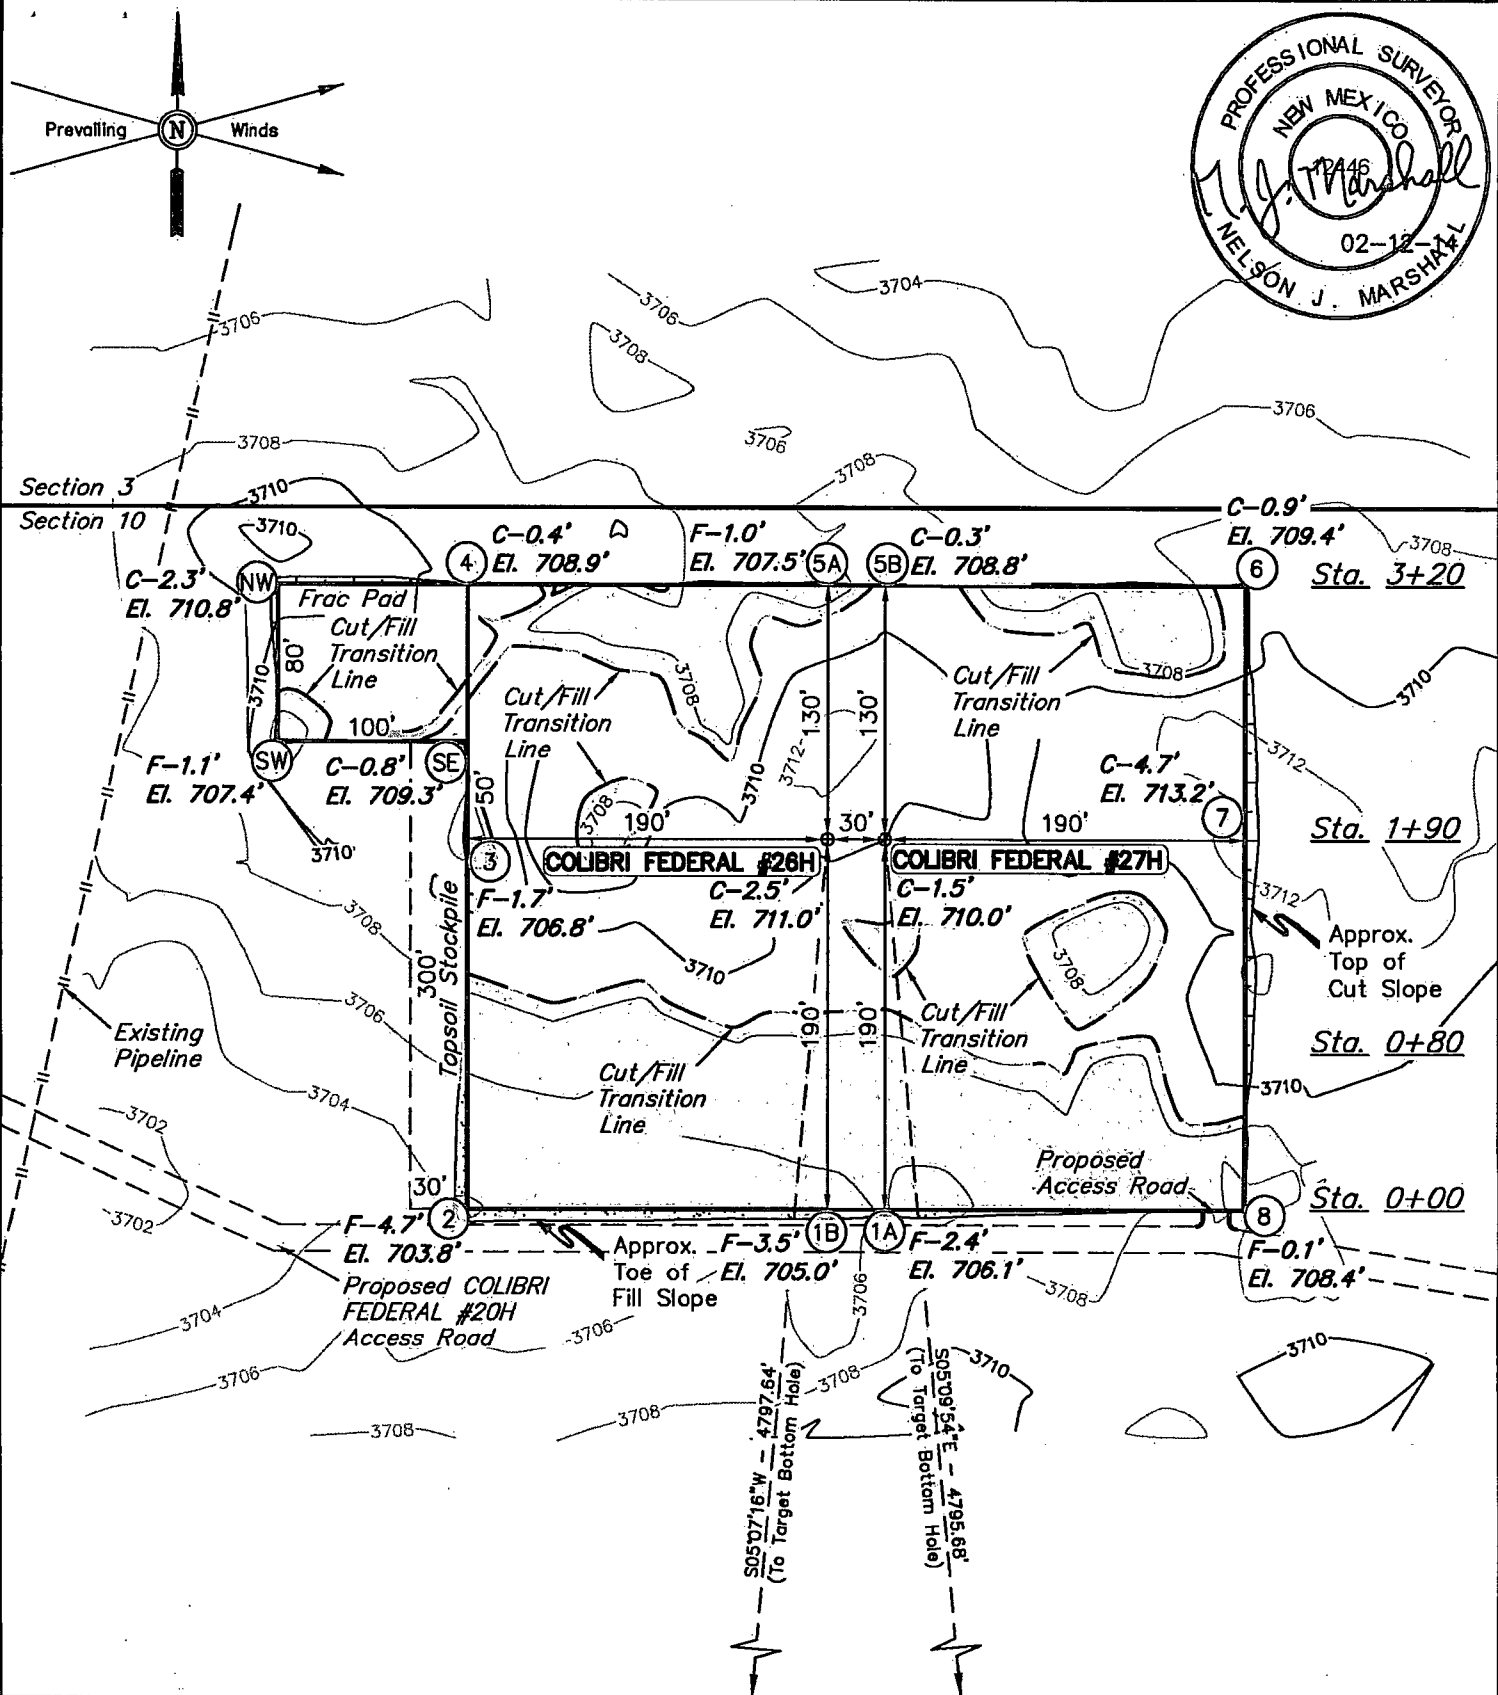 Prevailing
N
Winds
PROFESSIONAL SURVEYOR
NEW MEXICO
12446
N. J. Marshall
02-12-14
NELSON J. MARSHALL
3706
3706
3704
3708
3706
3708
3706
3708
Section 3
Section 10
3710
3710
C-0.4'
El. 708.9'
F-1.0'
El. 707.5'
C-0.3'
El. 708.8'
C-0.9'
El. 709.4'
3708
NW
4
5A
5B
6
Sta. 3+20
C-2.3'
El. 710.8'
Frac Pad
Cut/Fill
Transition
Line
80'
3710
100'
Cut/Fill
Transition
Line
3708
130'
130'
Cut/Fill
Transition
Line
3708
3710
3712
3710
3712
SW
SE
F-1.1'
El. 707.4'
C-0.8'
El. 709.3'
50'
3708
C-4.7'
El. 713.2'
7
190'
30'
190'
Sta. 1+90
3710
3
COLIBRI FEDERAL #26H
COLIBRI FEDERAL #27H
F-1.7'
El. 706.8'
C-2.5'
El. 711.0'
C-1.5'
El. 710.0'
3712
3708
Approx.
Top of
Cut Slope
300'
Topsoil Stockpile
3710
3708
3706
190'
190'
Cut/Fill
Transition
Line
Sta. 0+80
Existing
Pipeline
Cut/Fill
Transition
Line
3710
3704
3702
3702
30'
Proposed
Access Road
Sta. 0+00
2
1B
1A
8
F-4.7'
El. 703.8'
Approx.
Toe of
Fill Slope
F-3.5'
El. 705.0'
F-2.4'
El. 706.1'
F-0.1'
El. 708.4'
Proposed COLIBRI
FEDERAL #20H
Access Road
3704
3706
3706
3708
3706
3708
3710
3710
3708
3708
S05°07'16"W - 4797.64'
(To Target Bottom Hole)
S05°09'54"E - 4795.68'
(To Target Bottom Hole)